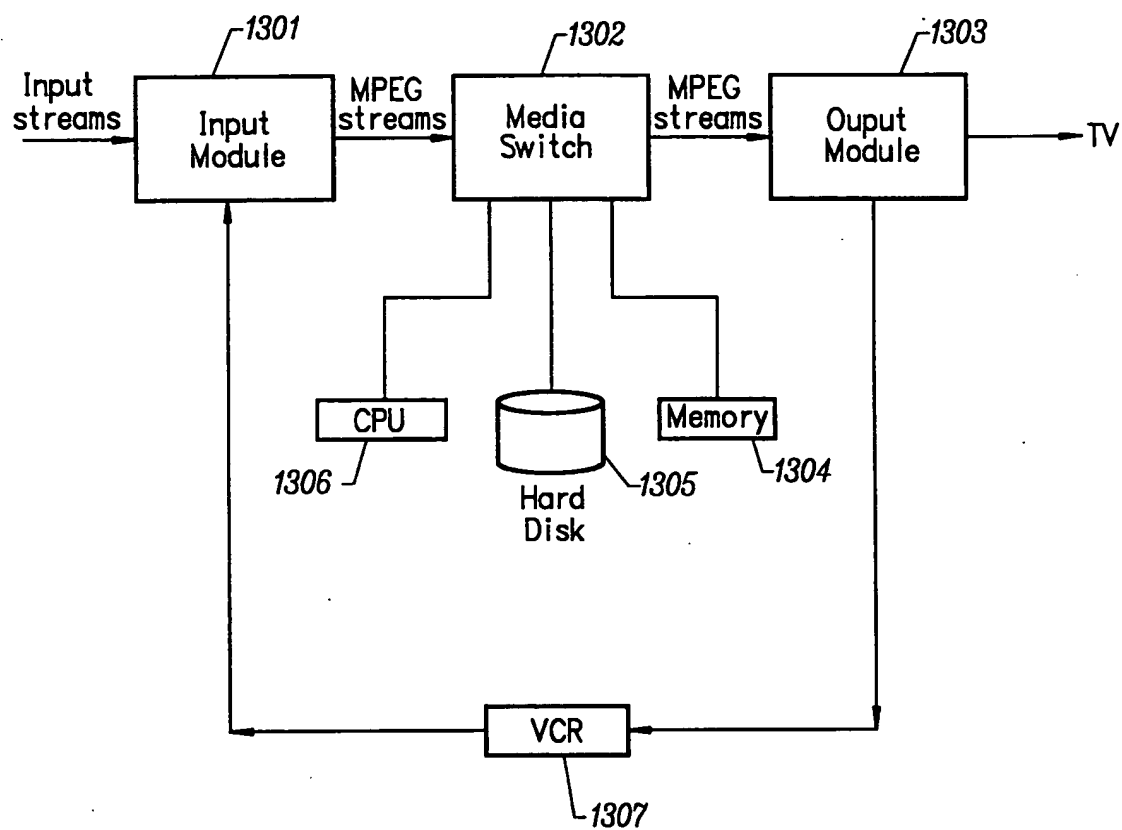 1301
1302
1303
Input
streams
Input
Module
MPEG
streams
Media
Switch
MPEG
streams
Ouput
Module
TV
CPU
1306
Hard
Disk
1305
Memory
1304
VCR
1307